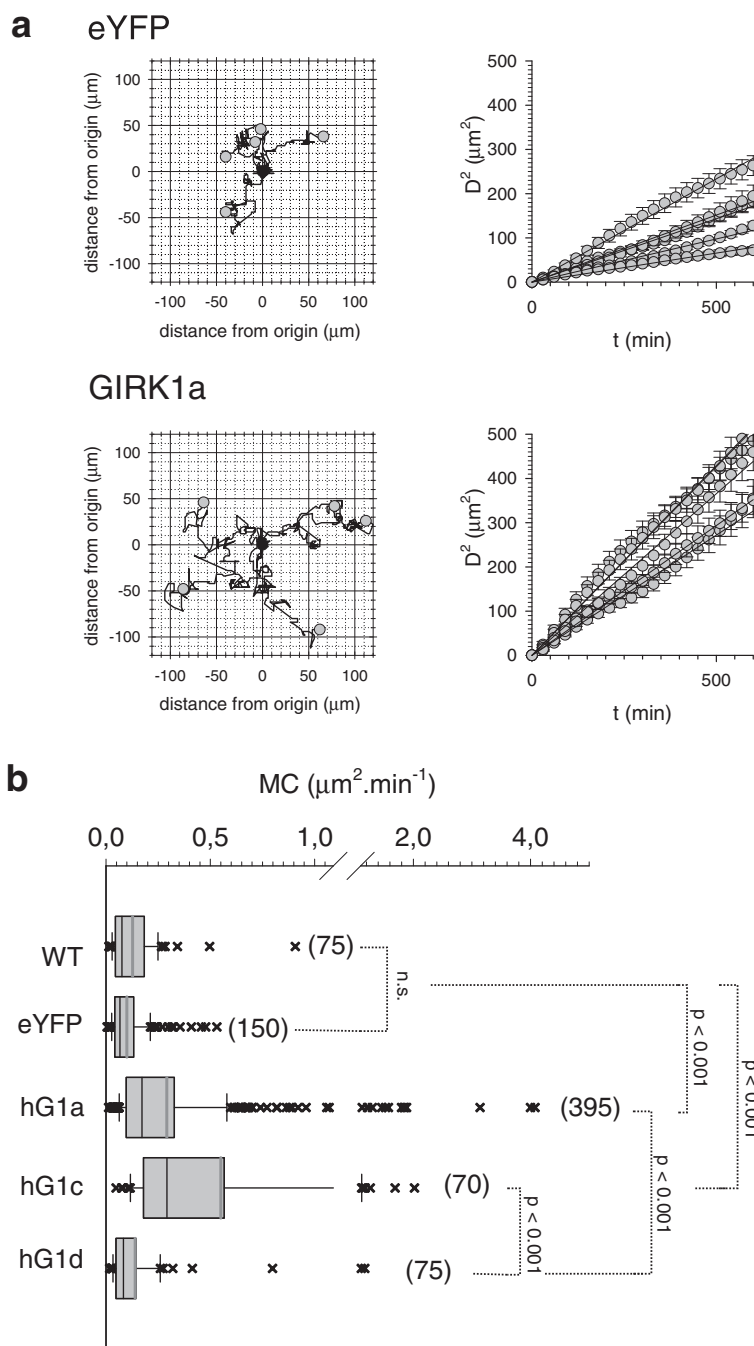 a
eYFP
distance from origin (µm)
100
50
0
-50
-100
-100 -50 0 50 100
distance from origin (µm)
D² (µm²)
500
400
300
200
100
0
0 500
t (min)
GIRK1a
distance from origin (µm)
100
50
0
-50
-100
-100 -50 0 50 100
distance from origin (µm)
D² (µm²)
500
400
300
200
100
0
0 500
t (min)
b
MC (µm².min⁻¹)
0,0 0,5 1,0 2,0 4,0
WT (75)
n.s.
eYFP (150)
p < 0.001
p < 0.001
hG1a (395)
hG1c (70)
p < 0.001
p < 0.001
hG1d (75)